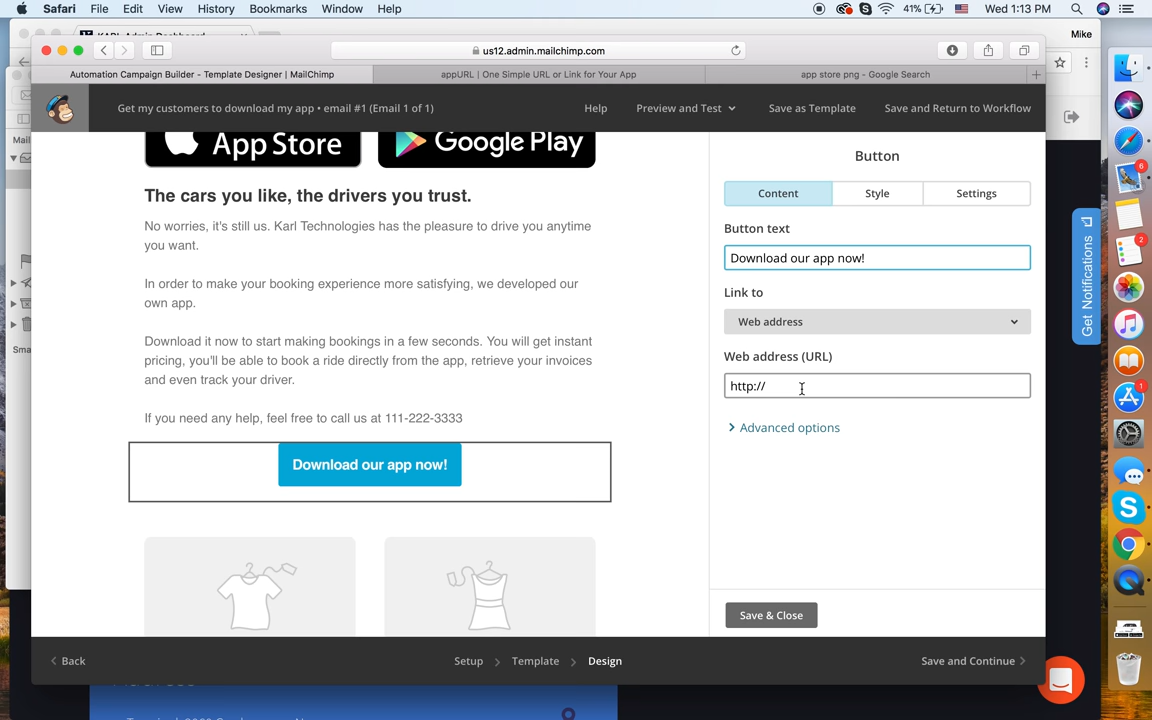 Safari File Edit View History Bookmarks Window Help 41% Wed 1:13 PM
Mike
us12.admin.mailchimp.com
Automation Campaign Builder - Template Designer | MailChimp
appURL | One Simple URL or Link for Your App
app store png - Google Search
Get my customers to download my app • email #1 (Email 1 of 1)
Help
Preview and Test
Save as Template
Save and Return to Workflow
Mail
App Store
Google Play
Button
Content
Style
Settings
The cars you like, the drivers you trust.
No worries, it's still us. Karl Technologies has the pleasure to drive you anytime
you want.
In order to make your booking experience more satisfying, we developed our
own app.
Download it now to start making bookings in a few seconds. You will get instant
pricing, you'll be able to book a ride directly from the app, retrieve your invoices
and even track your driver.
If you need any help, feel free to call us at 111-222-3333
Download our app now!
Button text
Download our app now!
Link to
Web address
Web address (URL)
http://
Advanced options
Save & Close
Get Notifications
6
2
1
Sma
Back
Setup
Template
Design
Save and Continue